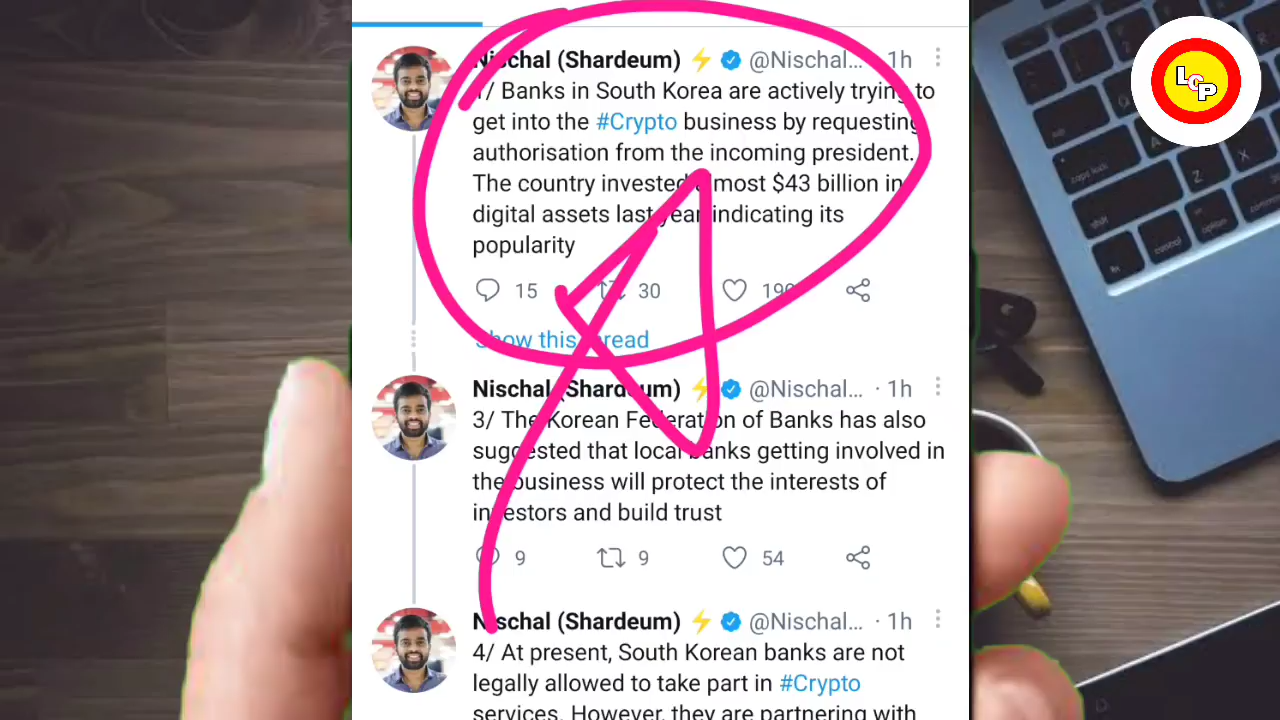 Nischal (Shardeum) ⚡ @Nischal... · 1h
1/ Banks in South Korea are actively trying to
get into the #Crypto business by requesting
authorisation from the incoming president.
The country invested almost $43 billion in
digital assets last year indicating its
popularity
15 30 190
Show this thread
Nischal (Shardeum) ⚡ @Nischal... · 1h
3/ The Korean Federation of Banks has also
suggested that local banks getting involved in
the business will protect the interests of
investors and build trust
9 9 54
Nischal (Shardeum) ⚡ @Nischal... · 1h
4/ At present, South Korean banks are not
legally allowed to take part in #Crypto
services. However, they are partnering with
LCP